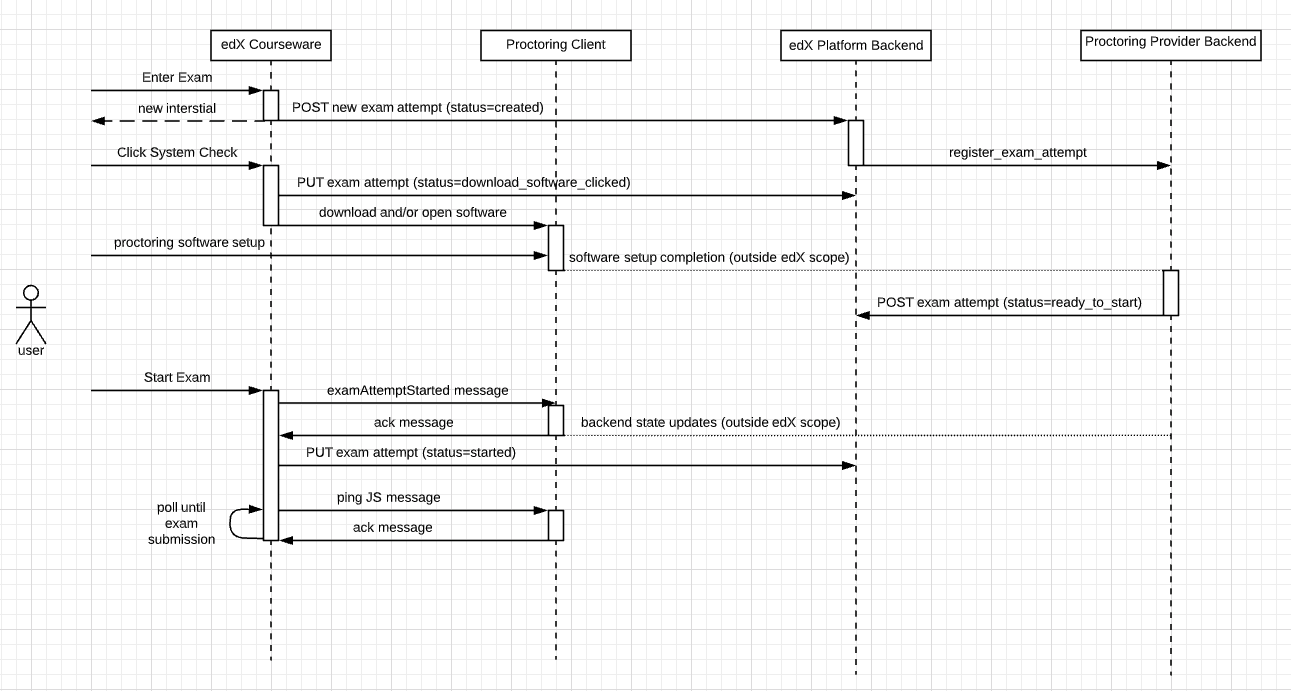 edX Courseware
Proctoring Client
edX Platform Backend
Proctoring Provider Backend
Enter Exam
new interstial
POST new exam attempt (status=created)
Click System Check
register_exam_attempt
PUT exam attempt (status=download_software_clicked)
download and/or open software
proctoring software setup
software setup completion (outside edX scope)
POST exam attempt (status=ready_to_start)
user
Start Exam
examAttemptStarted message
ack message
backend state updates (outside edX scope)
PUT exam attempt (status=started)
ping JS message
poll until
exam
submission
ack message